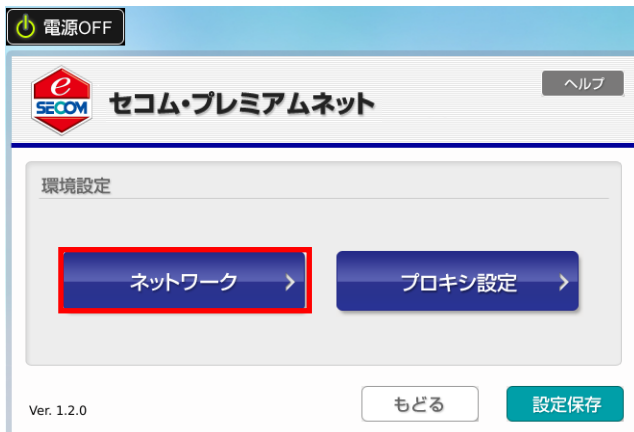 電源OFF
e
SECOM
セコム・プレミアムネット
ヘルプ
環境設定
ネットワーク
プロキシ設定
Ver. 1.2.0
もどる
設定保存